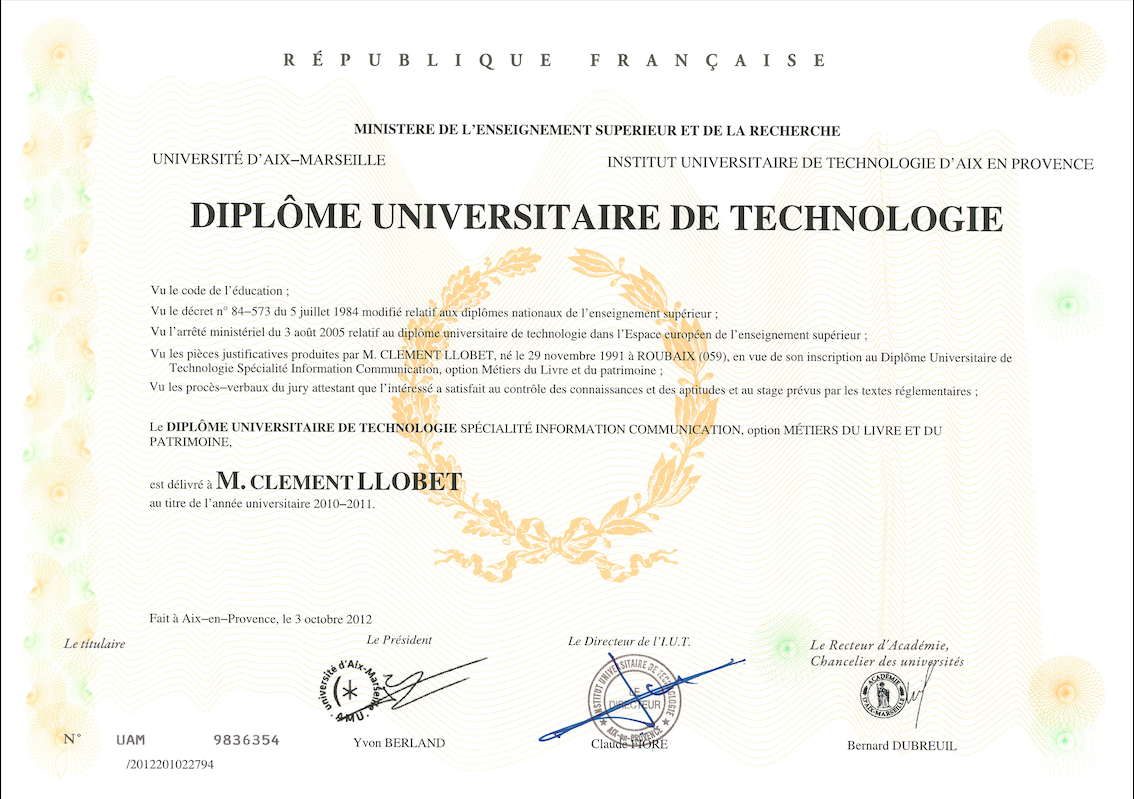 RÉPUBLIQUE FRANÇAISE
MINISTERE DE L'ENSEIGNEMENT SUPERIEUR ET DE LA RECHERCHE
UNIVERSITÉ D'AIX–MARSEILLE
INSTITUT UNIVERSITAIRE DE TECHNOLOGIE D'AIX EN PROVENCE
DIPLÔME UNIVERSITAIRE DE TECHNOLOGIE
Vu le code de l'éducation ;
Vu le décret n° 84–573 du 5 juillet 1984 modifié relatif aux diplômes nationaux de l'enseignement supérieur ;
Vu l'arrêté ministériel du 3 août 2005 relatif au diplôme universitaire de technologie dans l'Espace européen de l'enseignement supérieur ;
Vu les pièces justificatives produites par M. CLEMENT LLOBET, né le 29 novembre 1991 à ROUBAIX (059), en vue de son inscription au Diplôme Universitaire de
Technologie Spécialité Information Communication, option Métiers du Livre et du patrimoine ;
Vu les procès–verbaux du jury attestant que l'intéressé a satisfait au contrôle des connaissances et des aptitudes et au stage prévus par les textes réglementaires ;
Le DIPLÔME UNIVERSITAIRE DE TECHNOLOGIE SPÉCIALITÉ INFORMATION COMMUNICATION, option MÉTIERS DU LIVRE ET DU
PATRIMOINE,
est délivré à M. CLEMENT LLOBET
au titre de l'année universitaire 2010–2011.
Fait à Aix–en–Provence, le 3 octobre 2012
Le titulaire
Le Président
Le Directeur de l'I.U.T.
Le Recteur d'Académie,
Chancelier des universités
université d'Aix-Marseille
. AMU .
INSTITUT UNIVERSITAIRE DE TECHNOLOGIE
LE
DIRECTEUR
AIX-en-PROVENCE
ACADÉMIE
D'AIX-MARSEILLE
N° UAM 9836354
/2012201022794
Yvon BERLAND
Claude FIORE
Bernard DUBREUIL